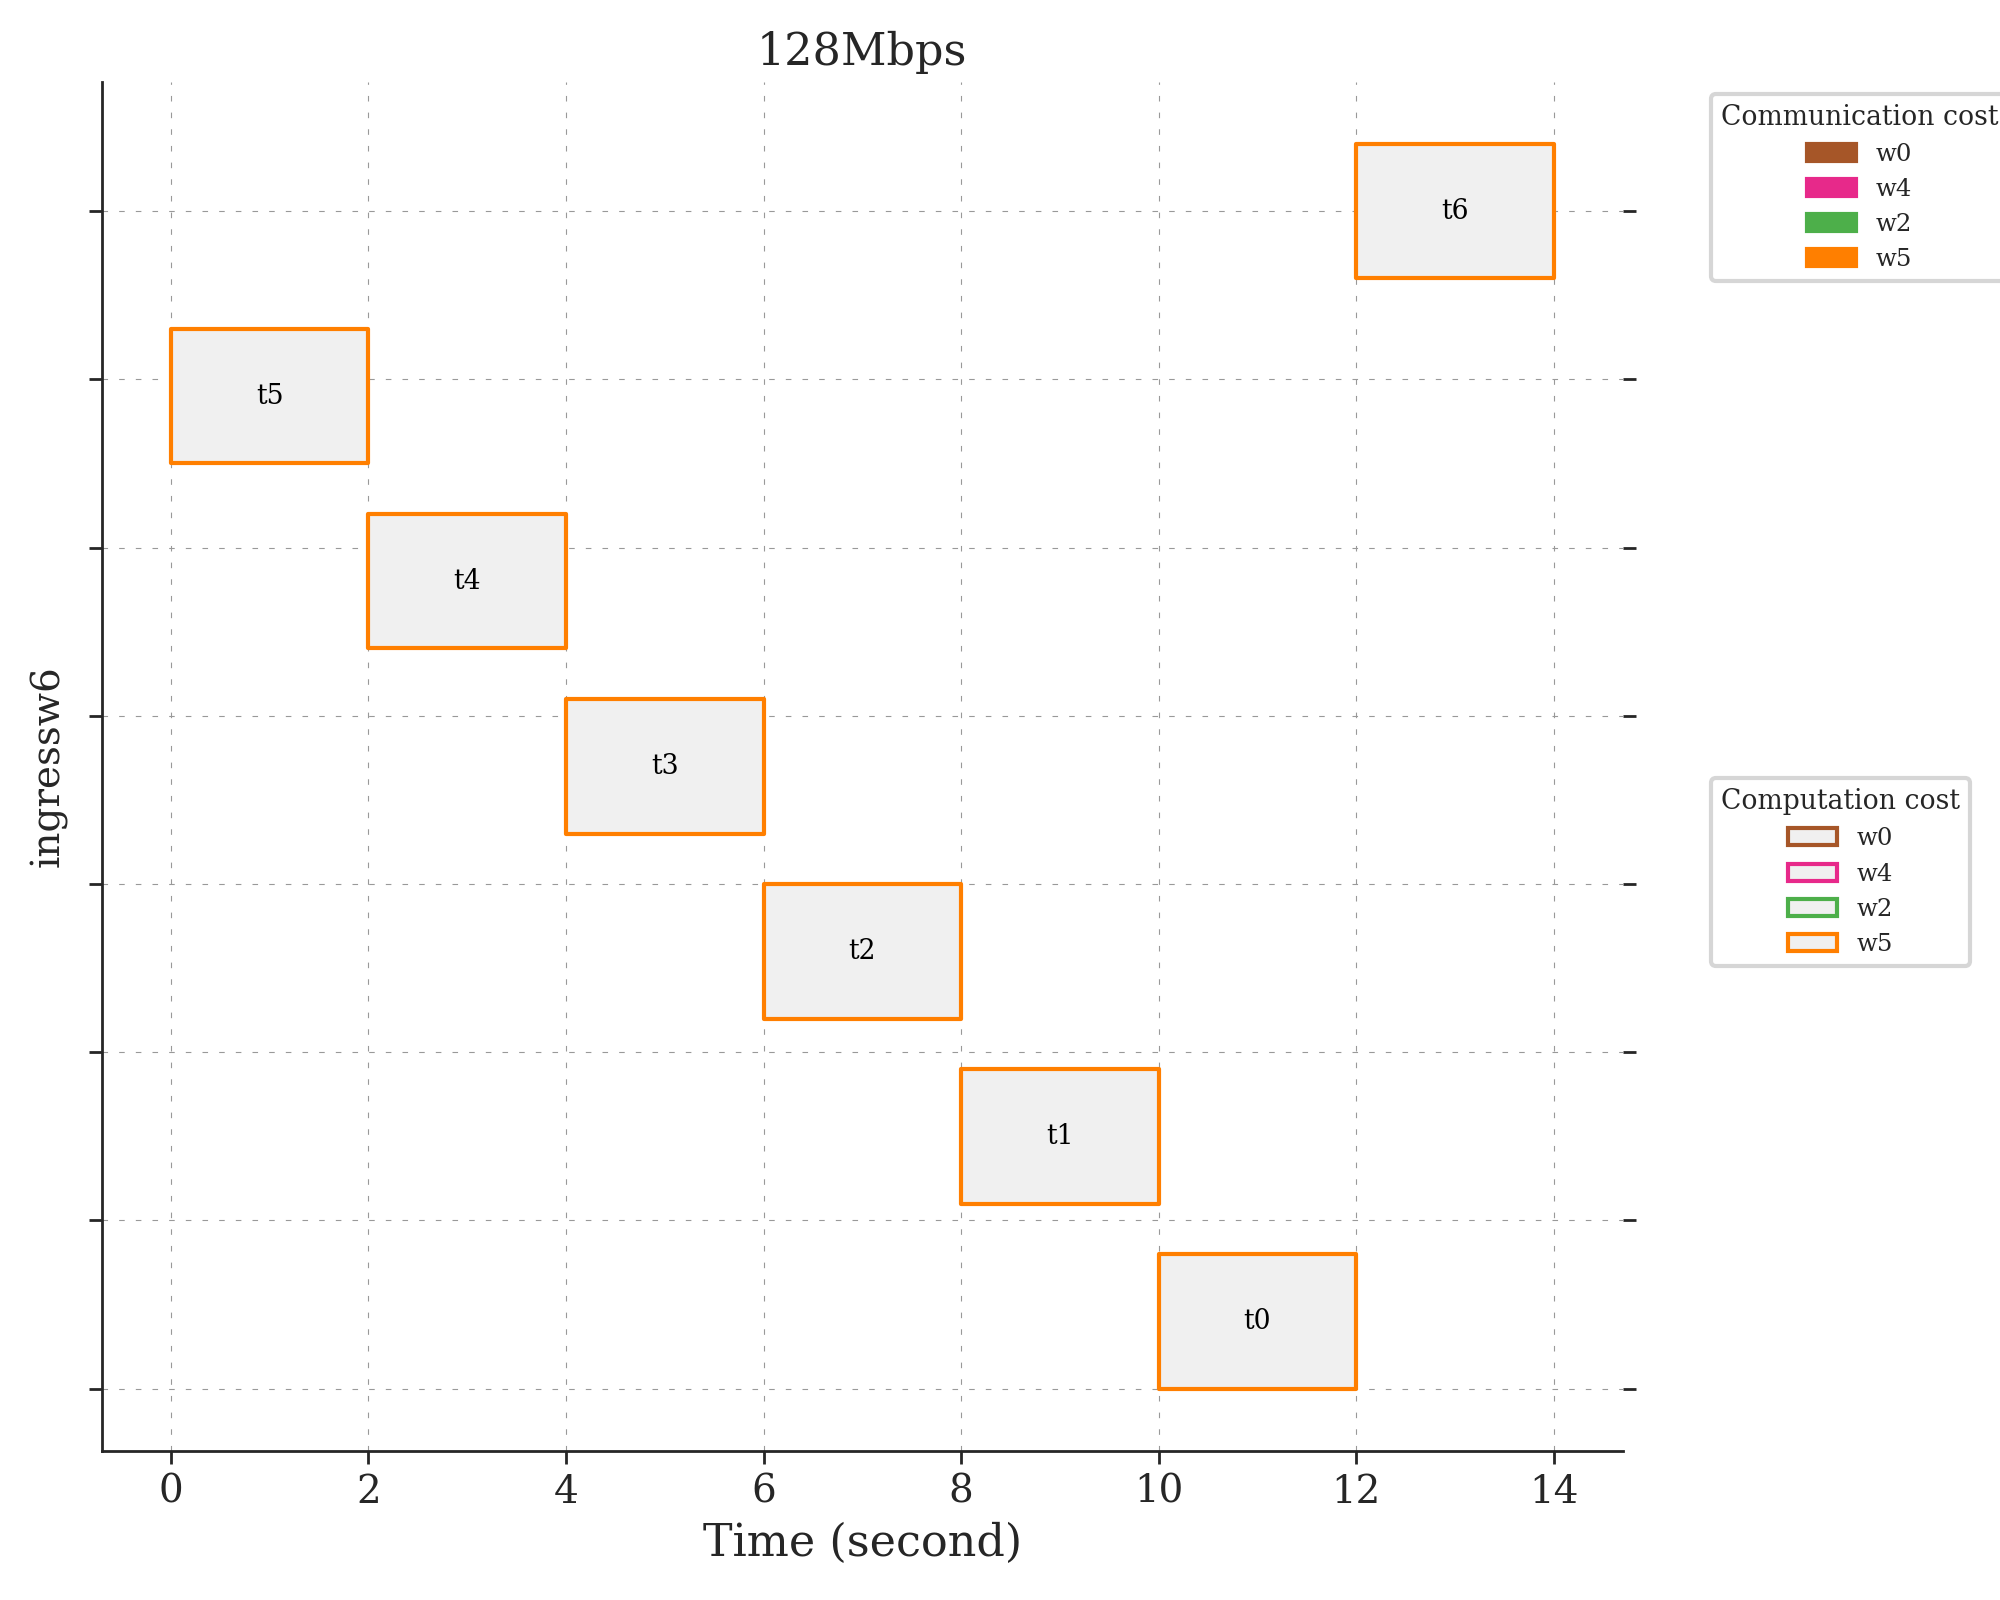 128Mbps
Communication cost
w0
w4
w2
w5
t6
t5
t4
t3
t2
t1
t0
ingressw6
Computation cost
w0
w4
w2
w5
0 2 4 6 8 10 12 14
Time (second)